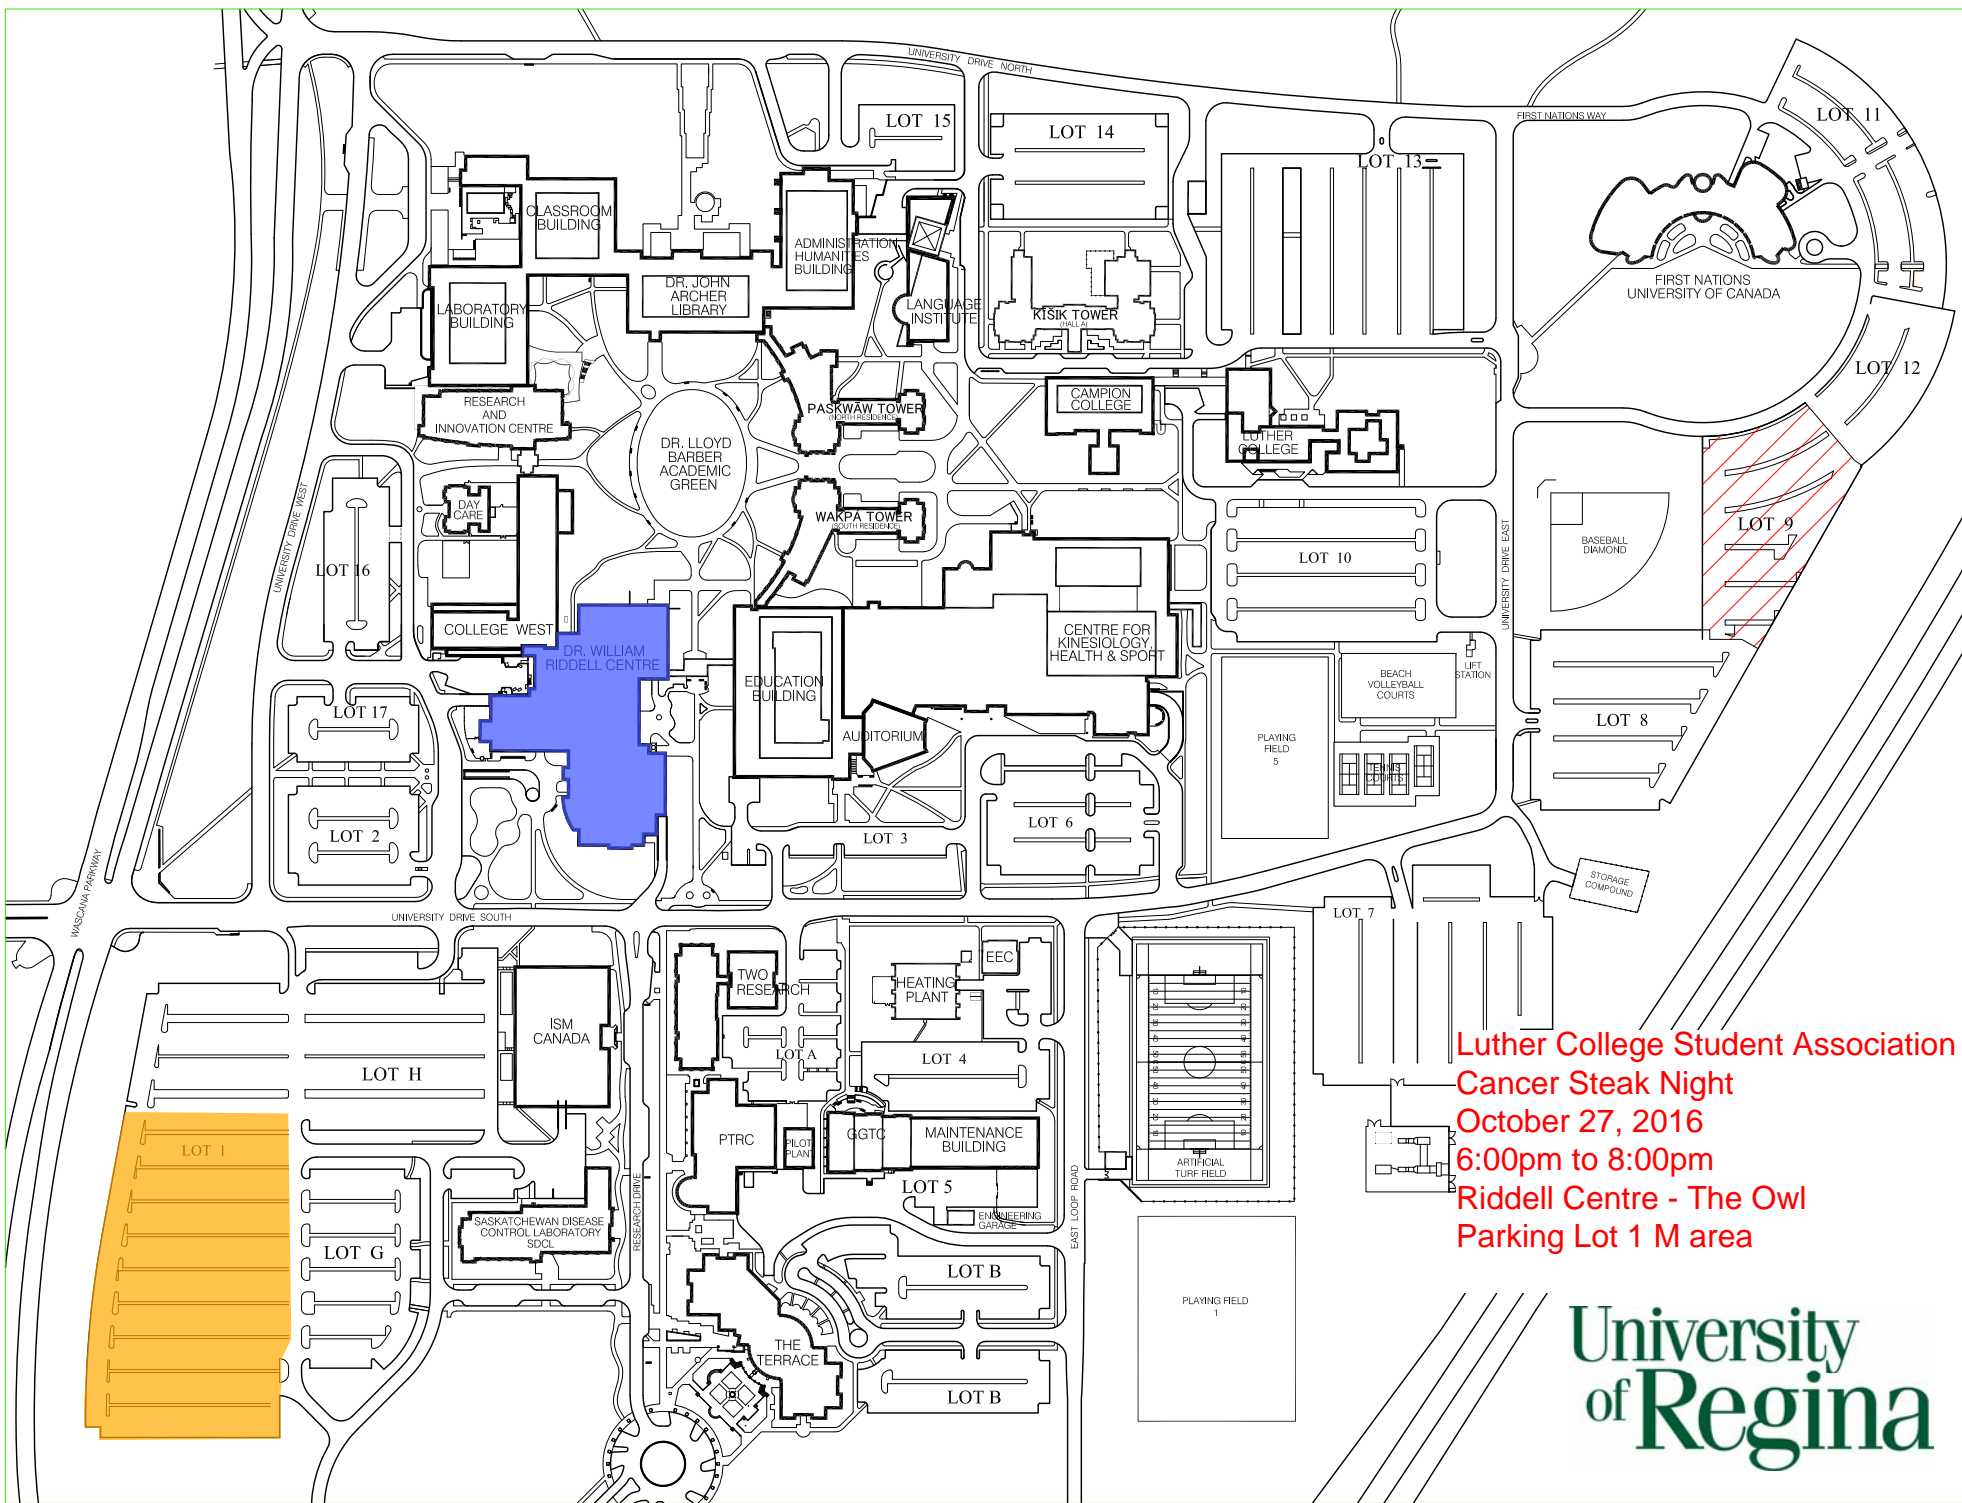 UNIVERSITY DRIVE NORTH
FIRST NATIONS WAY
LOT 11
LOT 15
LOT 14
LOT 13
CLASSROOM
BUILDING
ADMINISTRATION
HUMANITIES
BUILDING
DR. JOHN
ARCHER
LIBRARY
LABORATORY
BUILDING
LANGUAGE
INSTITUTE
KĪŠIK TOWER
(HALL A)
FIRST NATIONS
UNIVERSITY OF CANADA
LOT 12
RESEARCH
AND
INNOVATION CENTRE
PASKWĀW TOWER
(NORTH RESIDENCE)
CAMPION
COLLEGE
LUTHER
COLLEGE
DR. LLOYD
BARBER
ACADEMIC
GREEN
DAY
CARE
WAKPÁ TOWER
(SOUTH RESIDENCE)
UNIVERSITY DRIVE WEST
LOT 16
LOT 10
UNIVERSITY DRIVE EAST
BASEBALL
DIAMOND
LOT 9
COLLEGE WEST
DR. WILLIAM
RIDDELL CENTRE
CENTRE FOR
KINESIOLOGY,
HEALTH & SPORT
EDUCATION
BUILDING
BEACH
VOLLEYBALL
COURTS
LIFT
STATION
LOT 17
AUDITORIUM
PLAYING
FIELD
5
TENNIS
COURTS
LOT 8
LOT 2
LOT 3
LOT 6
WASCANA PARKWAY
UNIVERSITY DRIVE SOUTH
STORAGE
COMPOUND
LOT 7
TWO
RESEARCH
HEATING
PLANT
EEC
ISM
CANADA
LOT A
LOT 4
LOT H
LOT 1
PTRC
PILOT
PLANT
GGTC
MAINTENANCE
BUILDING
ARTIFICIAL
TURF FIELD
LOT 5
ENGINEERING
GARAGE
EAST LOOP ROAD
RESEARCH DRIVE
SASKATCHEWAN DISEASE
CONTROL LABORATORY
SDCL
LOT G
LOT B
PLAYING FIELD
1
THE
TERRACE
LOT B
Luther College Student Association
Cancer Steak Night
October 27, 2016
6:00pm to 8:00pm
Riddell Centre - The Owl
Parking Lot 1 M area
University
of Regina